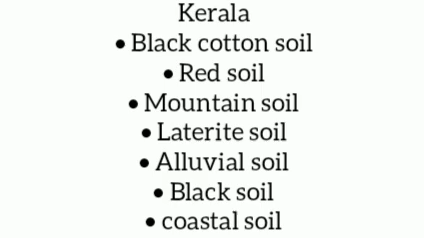 Kerala
• Black cotton soil
• Red soil
• Mountain soil
• Laterite soil
• Alluvial soil
• Black soil
• coastal soil